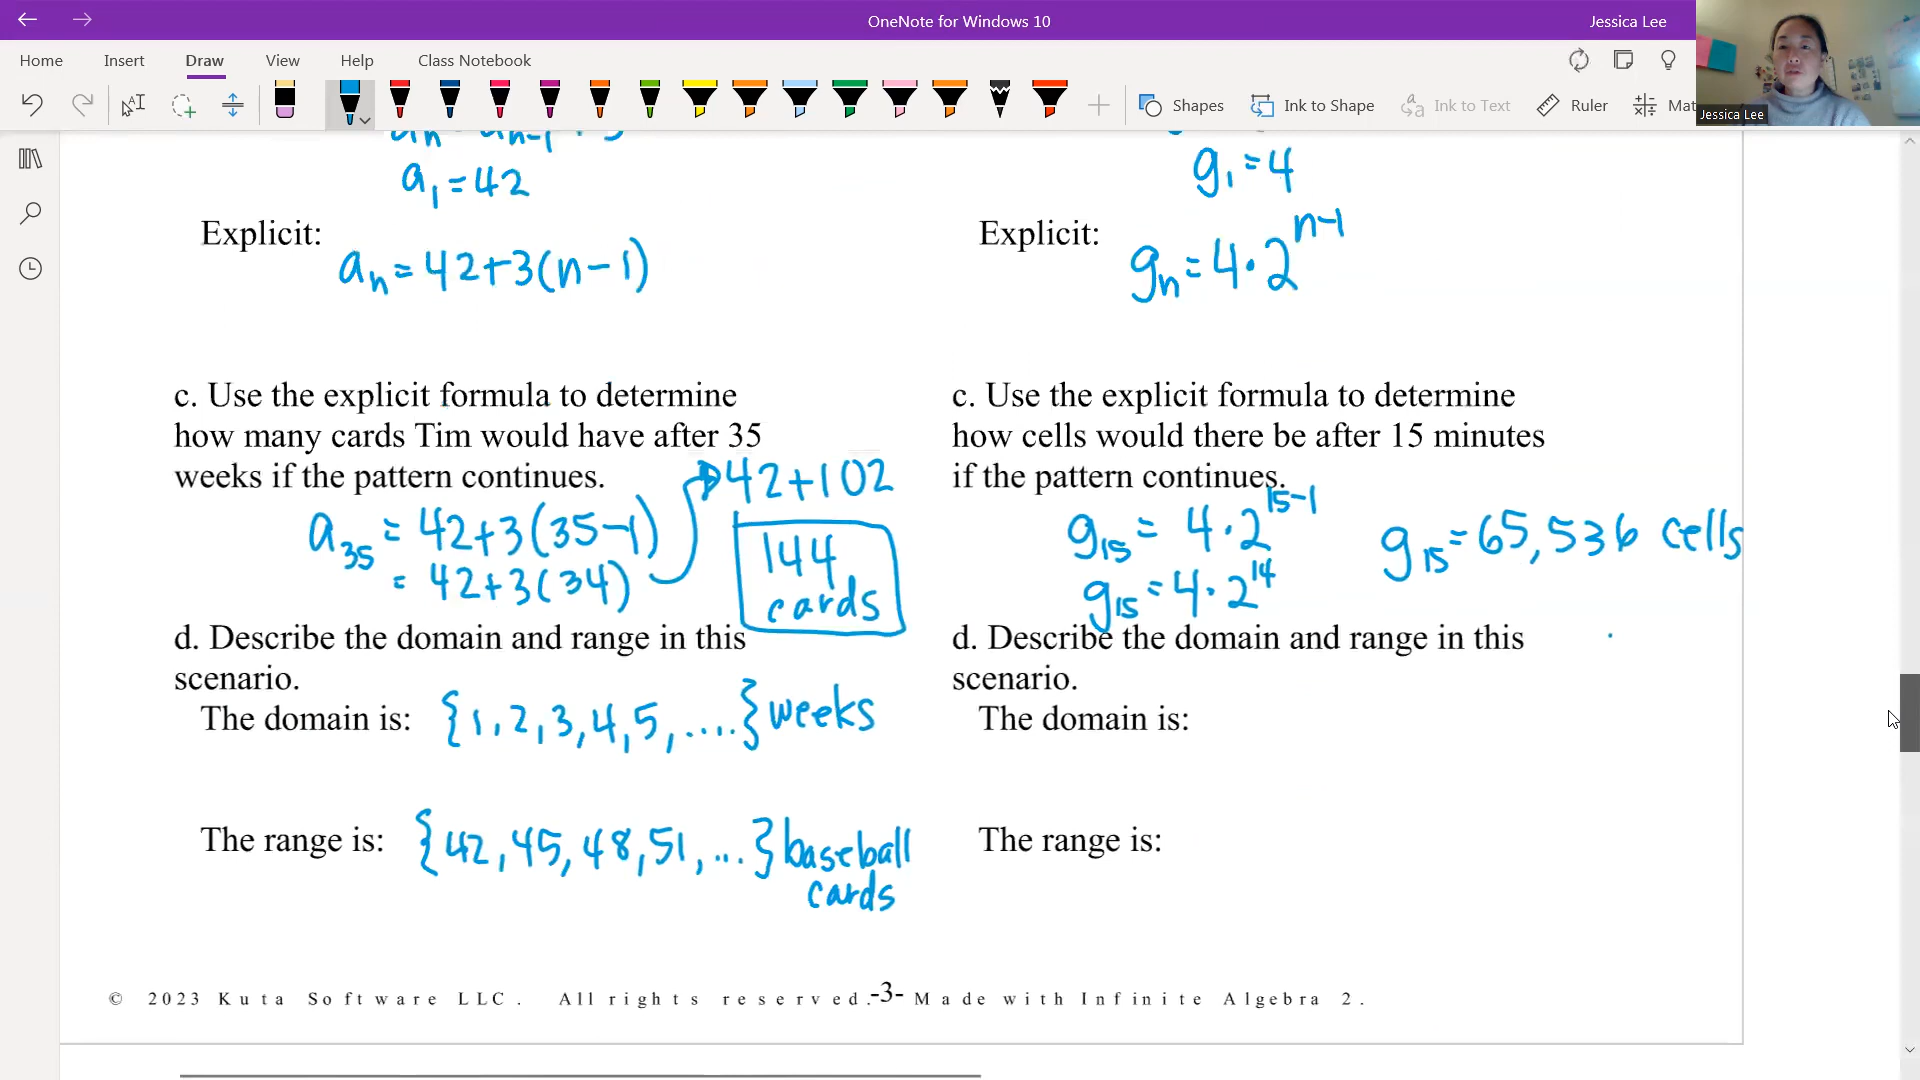 OneNote for Windows 10
Jessica Lee
Home Insert Draw View Help Class Notebook
Shapes Ink to Shape Ink to Text Ruler Mat
Jessica Lee
a₁ = 42
Explicit:
aₙ = 42+3(n-1)
c. Use the explicit formula to determine
how many cards Tim would have after 35
weeks if the pattern continues.
a₃₅ = 42+3(35-1)
= 42+3(34)
42+102
144
cards
d. Describe the domain and range in this
scenario.
The domain is: {1, 2, 3, 4, 5, ....} weeks
The range is: {42, 45, 48, 51, ...} baseball
cards
g₁ = 4
Explicit:
gₙ = 4·2ⁿ⁻¹
c. Use the explicit formula to determine
how cells would there be after 15 minutes
if the pattern continues.
g₁₅ = 4·2¹⁵⁻¹
g₁₅ = 4·2¹⁴
g₁₅ = 65,536 cells
d. Describe the domain and range in this
scenario.
The domain is:
The range is:
© 2023 Kuta Software LLC. All rights reserved. -3- Made with Infinite Algebra 2.